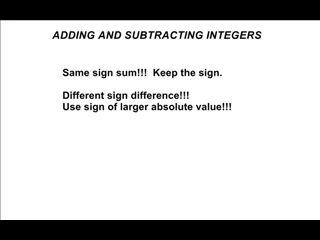 ADDING AND SUBTRACTING INTEGERS
Same sign sum!!! Keep the sign.
Different sign difference!!!
Use sign of larger absolute value!!!